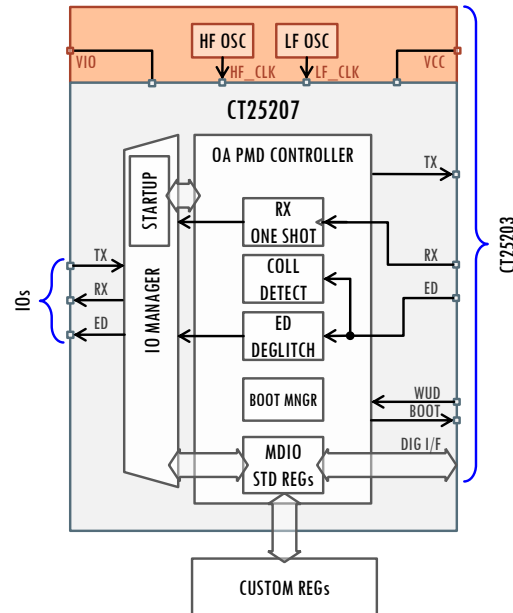 HF OSC
LF OSC
VIO
HF_CLK
LF_CLK
VCC
CT25207
OA PMD CONTROLLER
TX
STARTUP
RX
ONE SHOT
RX
COLL
DETECT
ED
TX
RX
ED
IOs
IO MANAGER
ED
DEGLITCH
CT25203
BOOT MNGR
WUD
BOOT
MDIO
STD REGs
DIG I/F
CUSTOM REGs